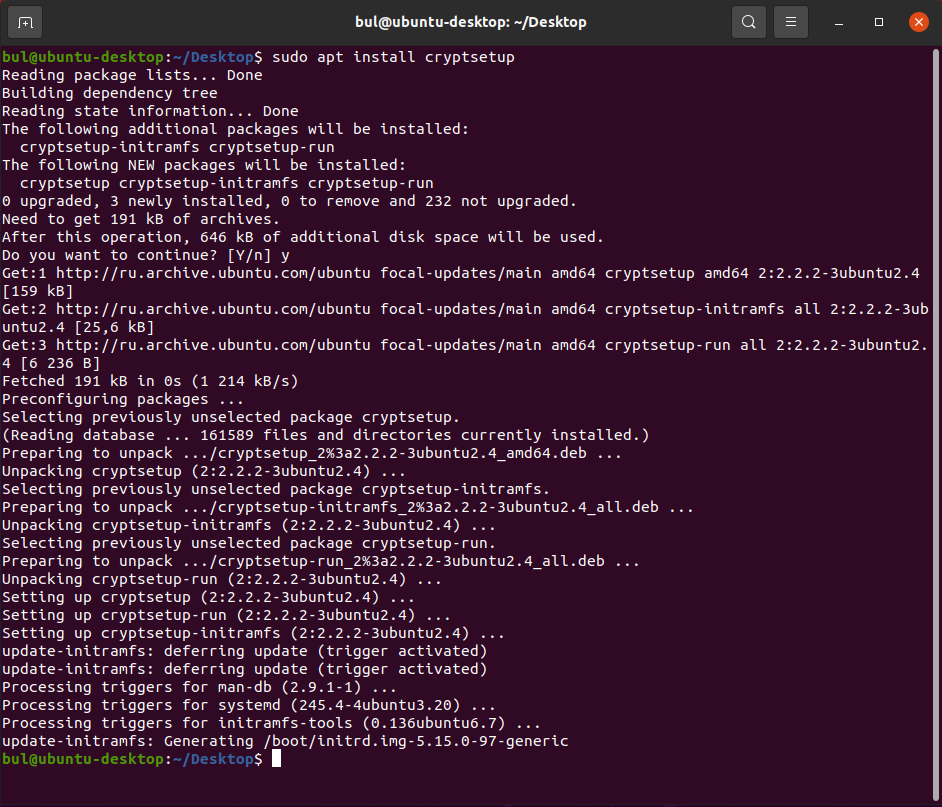 bul@ubuntu-desktop: ~/Desktop
bul@ubuntu-desktop:~/Desktop$ sudo apt install cryptsetup
Reading package lists... Done
Building dependency tree
Reading state information... Done
The following additional packages will be installed:
  cryptsetup-initramfs cryptsetup-run
The following NEW packages will be installed:
  cryptsetup cryptsetup-initramfs cryptsetup-run
0 upgraded, 3 newly installed, 0 to remove and 232 not upgraded.
Need to get 191 kB of archives.
After this operation, 646 kB of additional disk space will be used.
Do you want to continue? [Y/n] y
Get:1 http://ru.archive.ubuntu.com/ubuntu focal-updates/main amd64 cryptsetup amd64 2:2.2.2-3ubuntu2.4
[159 kB]
Get:2 http://ru.archive.ubuntu.com/ubuntu focal-updates/main amd64 cryptsetup-initramfs all 2:2.2.2-3ub
untu2.4 [25,6 kB]
Get:3 http://ru.archive.ubuntu.com/ubuntu focal-updates/main amd64 cryptsetup-run all 2:2.2.2-3ubuntu2.
4 [6 236 B]
Fetched 191 kB in 0s (1 214 kB/s)
Preconfiguring packages ...
Selecting previously unselected package cryptsetup.
(Reading database ... 161589 files and directories currently installed.)
Preparing to unpack .../cryptsetup_2%3a2.2.2-3ubuntu2.4_amd64.deb ...
Unpacking cryptsetup (2:2.2.2-3ubuntu2.4) ...
Selecting previously unselected package cryptsetup-initramfs.
Preparing to unpack .../cryptsetup-initramfs_2%3a2.2.2-3ubuntu2.4_all.deb ...
Unpacking cryptsetup-initramfs (2:2.2.2-3ubuntu2.4) ...
Selecting previously unselected package cryptsetup-run.
Preparing to unpack .../cryptsetup-run_2%3a2.2.2-3ubuntu2.4_all.deb ...
Unpacking cryptsetup-run (2:2.2.2-3ubuntu2.4) ...
Setting up cryptsetup (2:2.2.2-3ubuntu2.4) ...
Setting up cryptsetup-run (2:2.2.2-3ubuntu2.4) ...
Setting up cryptsetup-initramfs (2:2.2.2-3ubuntu2.4) ...
update-initramfs: deferring update (trigger activated)
update-initramfs: deferring update (trigger activated)
Processing triggers for man-db (2.9.1-1) ...
Processing triggers for systemd (245.4-4ubuntu3.20) ...
Processing triggers for initramfs-tools (0.136ubuntu6.7) ...
update-initramfs: Generating /boot/initrd.img-5.15.0-97-generic
bul@ubuntu-desktop:~/Desktop$